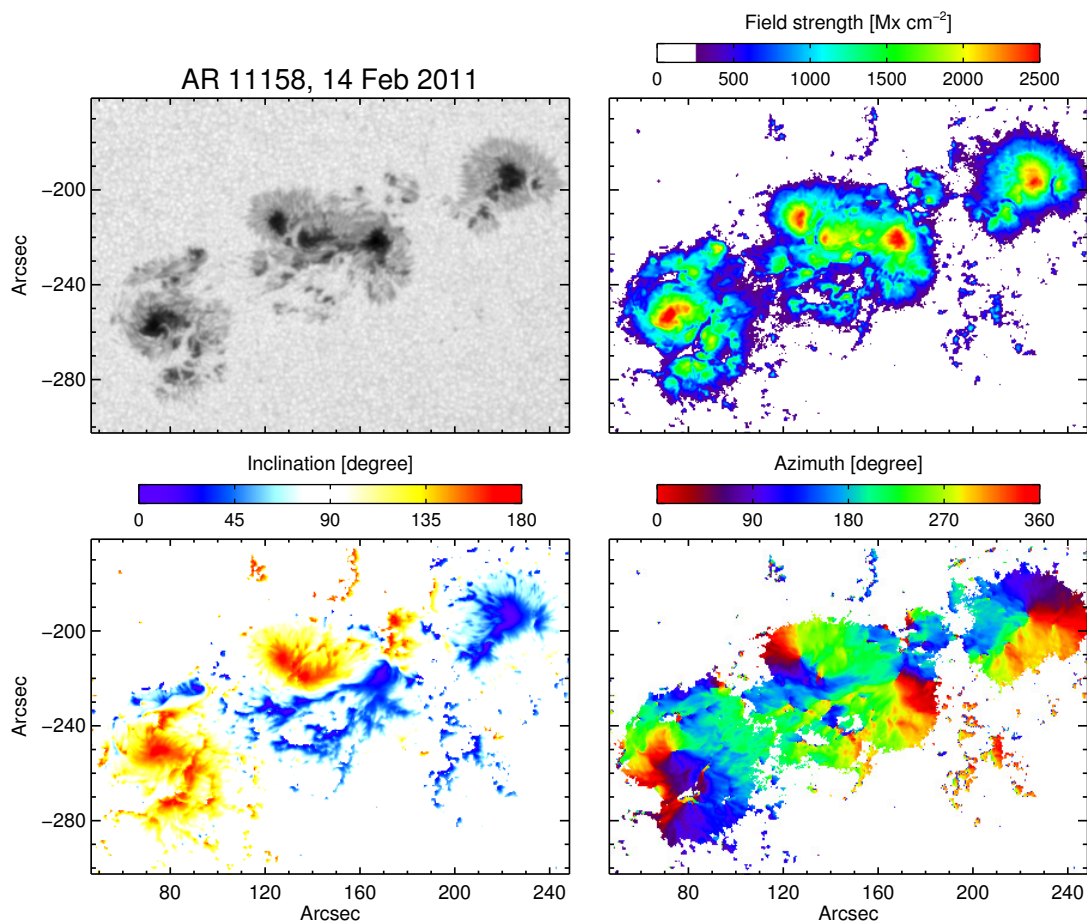 Field strength [Mx cm−2]
0 500 1000 1500 2000 2500
AR 11158, 14 Feb 2011
Arcsec
−200
−240
−280
Inclination [degree]
0 45 90 135 180
Azimuth [degree]
0 90 180 270 360
Arcsec
−200
−240
−280
80 120 160 200 240
Arcsec
80 120 160 200 240
Arcsec